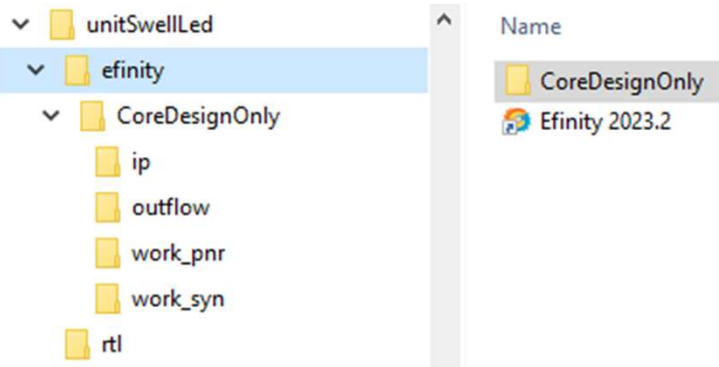 unitSwellLed
efinity
CoreDesignOnly
ip
outflow
work_pnr
work_syn
rtl
Name
CoreDesignOnly
Efinity 2023.2